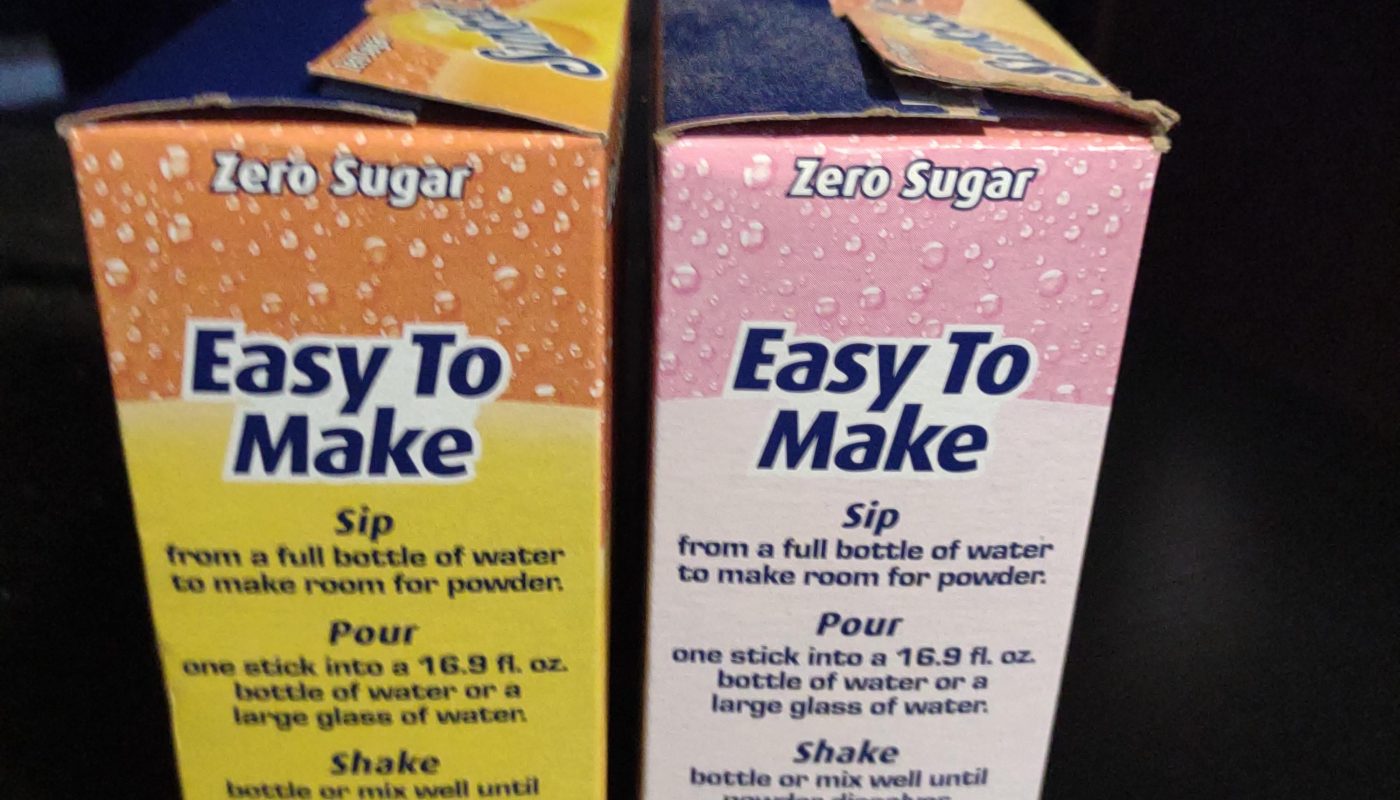 Zero Sugar
Easy To
Make
Sip
from a full bottle of water
to make room for powder.
Pour
one stick into a 16.9 fl. oz.
bottle of water or a
large glass of water.
Shake
bottle or mix well until
Zero Sugar
Easy To
Make
Sip
from a full bottle of water
to make room for powder.
Pour
one stick into a 16.9 fl. oz.
bottle of water or a
large glass of water.
Shake
bottle or mix well until
powder dissolves.